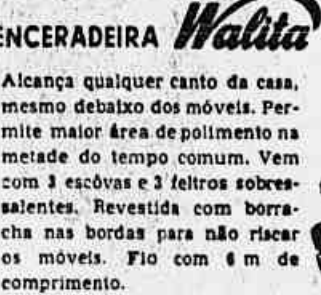 ENCERADEIRA Walita
Alcança qualquer canto da casa,
mesmo debaixo dos móveis. Per-
mite maior área de polimento na
metade do tempo comum. Vem
com 3 escôvas e 3 feltros sobres-
salentes. Revestida com borra-
cha nas bordas para não riscar
os móveis. Fio com 6 m de
comprimento.